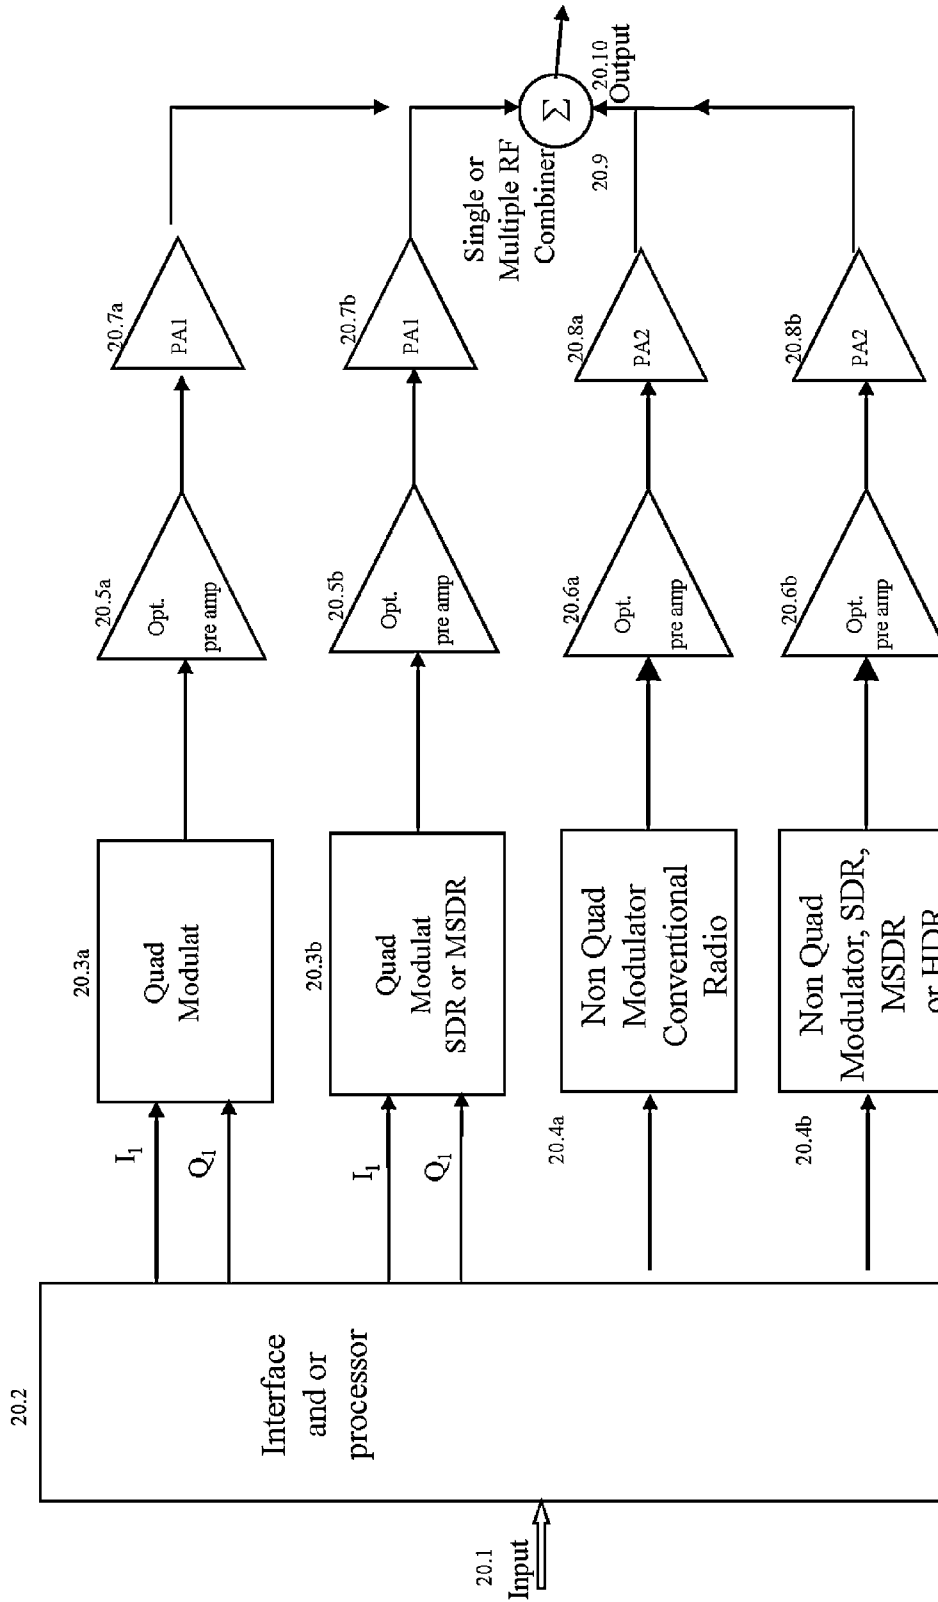 20.1
Input
20.2
Interface
and or
processor
I1
Q1
I1
Q1
20.3a
Quad
Modulat
20.3b
Quad
Modulat
SDR or MSDR
20.4a
Non Quad
Modulator
Conventional
Radio
20.4b
Non Quad
Modulator, SDR,
MSDR
or HDR
20.5a
Opt.
pre amp
20.5b
Opt.
pre amp
20.6a
Opt.
pre amp
20.6b
Opt.
pre amp
20.7a
PA1
20.7b
PA1
20.8a
PA2
20.8b
PA2
Single or
Multiple RF
Combiner
20.9
Σ
20.10
Output